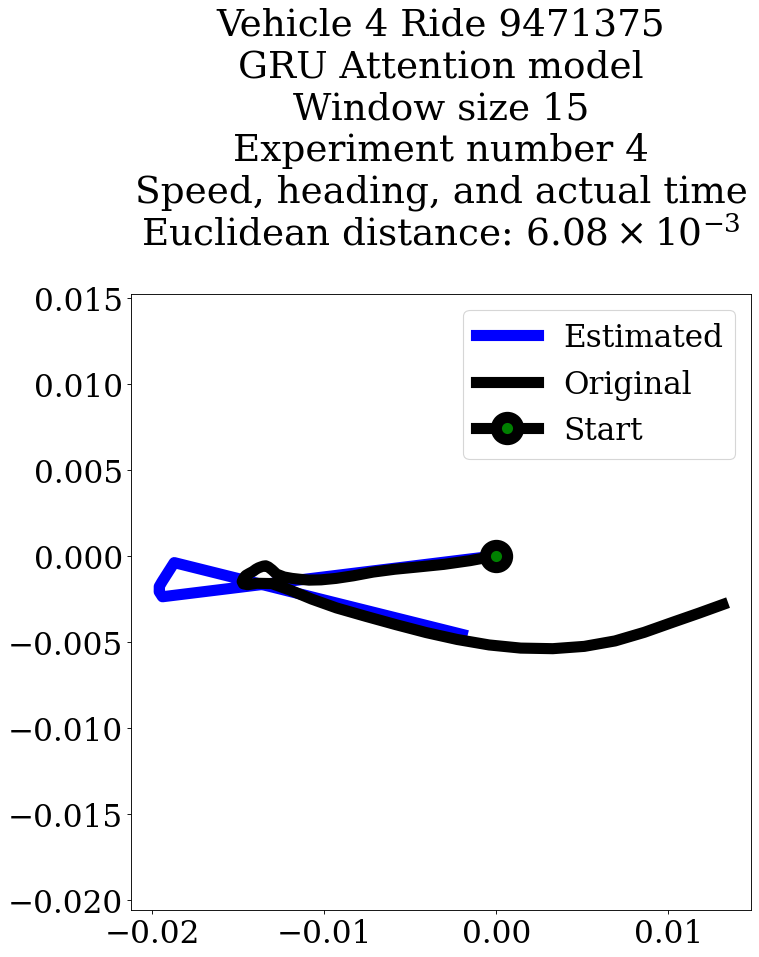 Vehicle 4 Ride 9471375
GRU Attention model
Window size 15
Experiment number 4
Speed, heading, and actual time
Euclidean distance: 6.08 × 10⁻³
Estimated
Original
Start
0.015
0.010
0.005
0.000
−0.005
−0.010
−0.015
−0.020
−0.02
−0.01
0.00
0.01